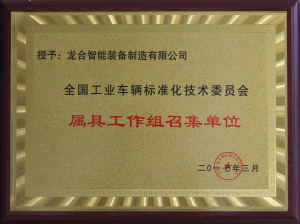 授予：龙合智能装备制造有限公司
全国工业车辆标准化技术委员会
属具工作组召集单位
二〇一七年三月